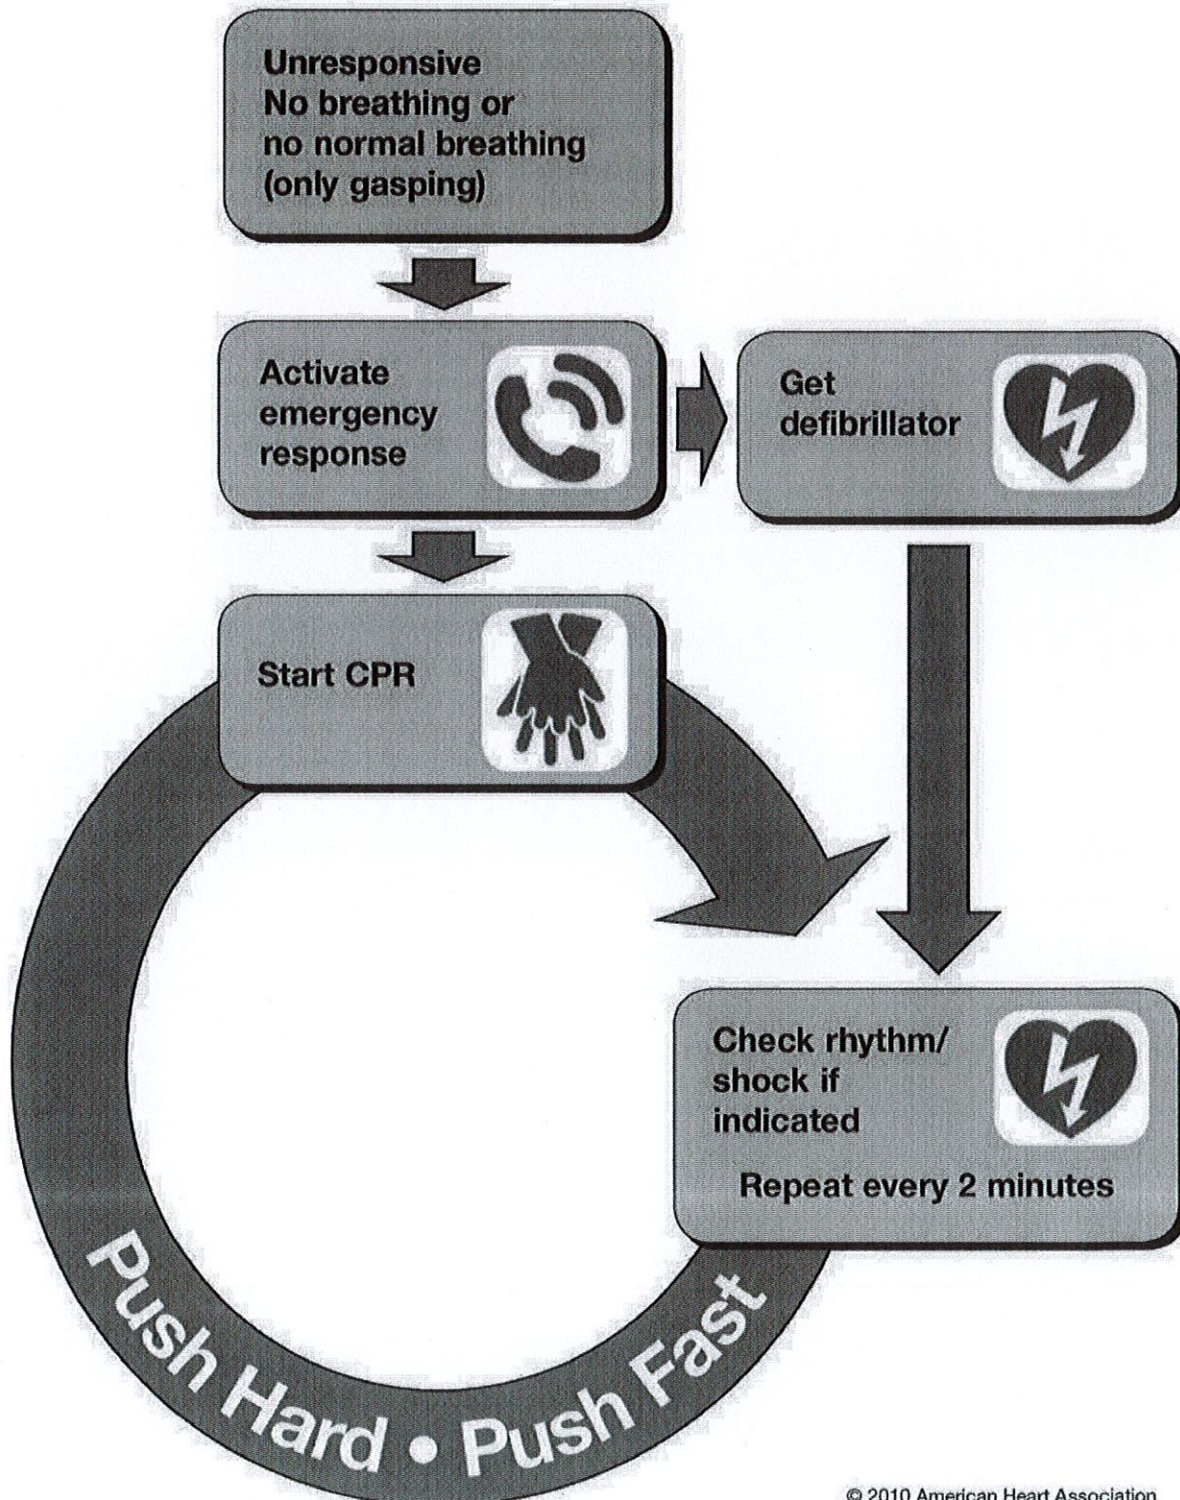 Unresponsive
No breathing or
no normal breathing
(only gasping)
Activate
emergency
response
Get
defibrillator
Start CPR
Check rhythm/
shock if
indicated
Repeat every 2 minutes
Push Hard • Push Fast
© 2010 American Heart Association